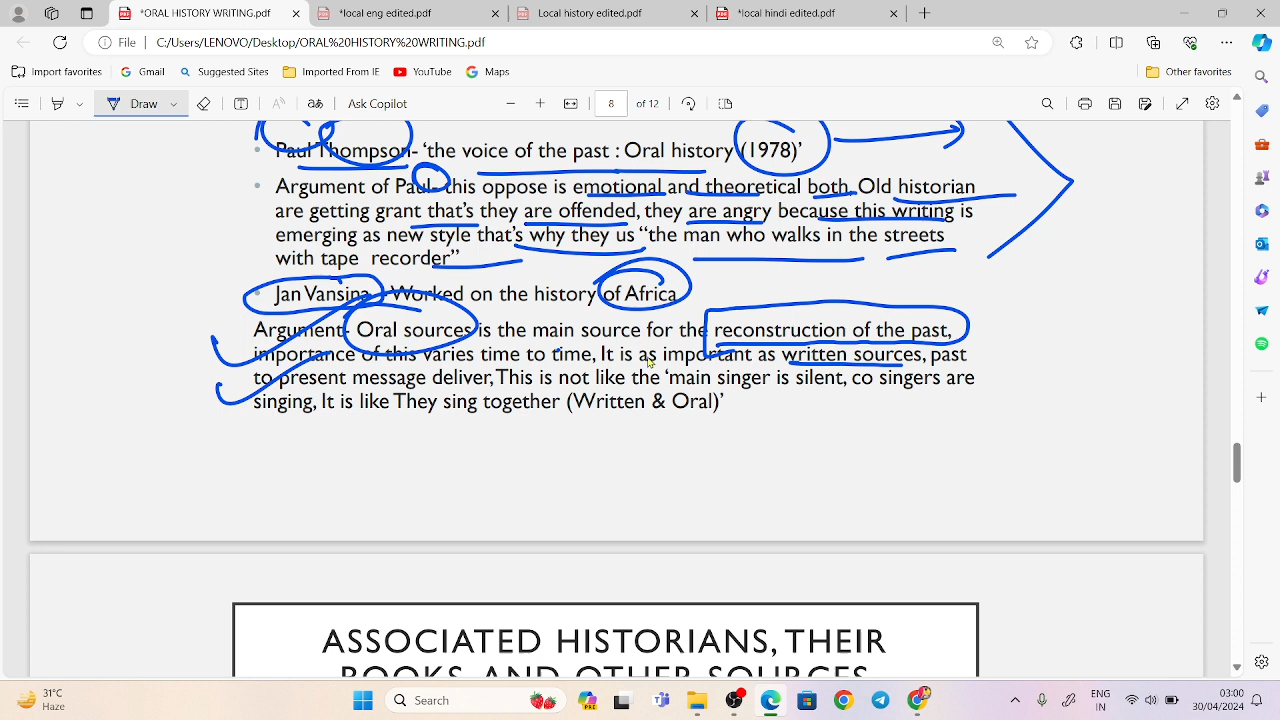 *ORAL HISTORY WRITING.pdf
*local eng edited.pdf
Local history edited.pdf
*local hindi edited.pdf
File
C:/Users/LENOVO/Desktop/ORAL%20HISTORY%20WRITING.pdf
Import favorites
Gmail
Suggested Sites
Imported From IE
YouTube
Maps
Other favorites
Draw
Ask Copilot
8 of 12
• Paul Thompson- ‘the voice of the past : Oral history (1978)’
• Argument of Paul- this oppose is emotional and theoretical both, Old historian
are getting grant that’s they are offended, they are angry because this writing is
emerging as new style that’s why they us “the man who walks in the streets
with tape recorder”
• Jan Vansina - Worked on the history of Africa
Argument- Oral sources is the main source for the reconstruction of the past,
importance of this varies time to time, It is as important as written sources, past
to present message deliver, This is not like the ‘main singer is silent, co singers are
singing, It is like They sing together (Written & Oral)’
ASSOCIATED HISTORIANS, THEIR
BOOKS AND OTHER SOURCES
31°C
Haze
Search
ENG
IN
03:00
30/04/2024